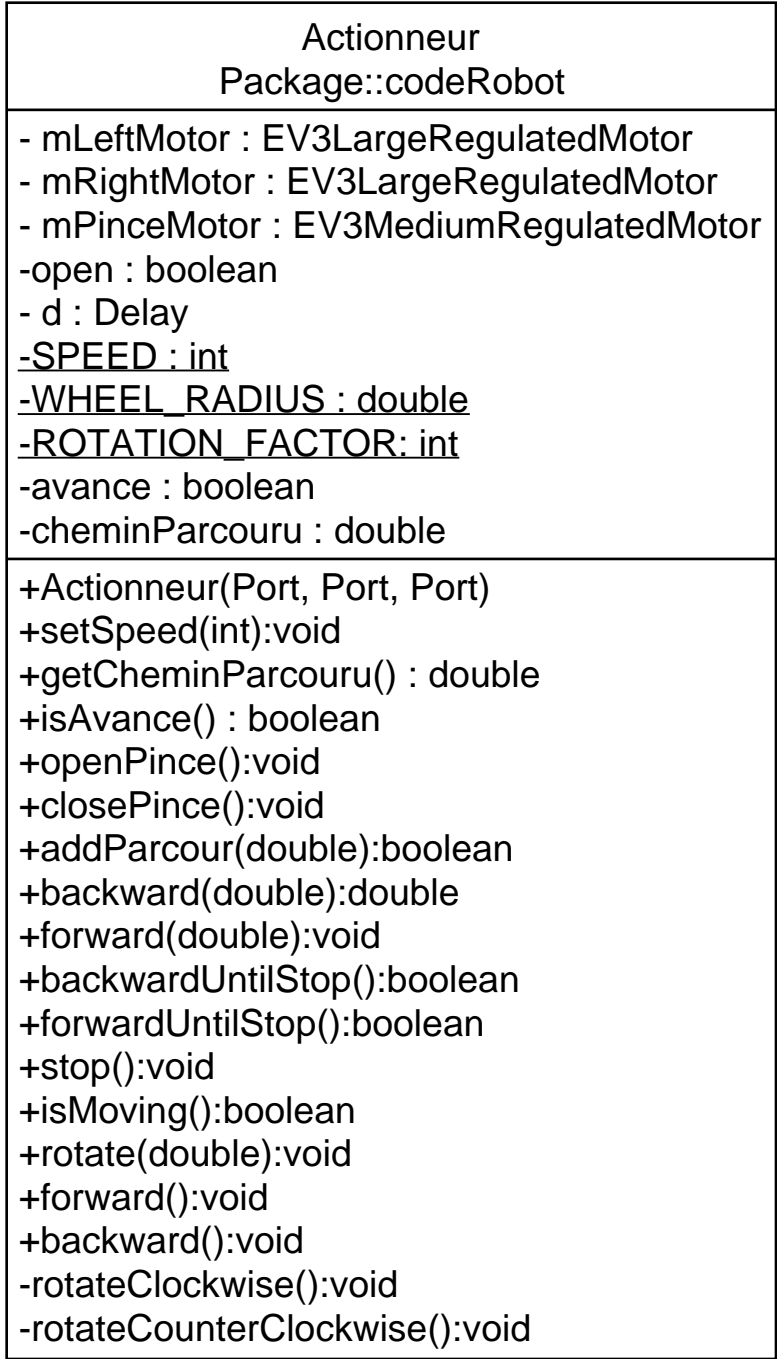 Actionneur
Package::codeRobot
- mLeftMotor : EV3LargeRegulatedMotor
- mRightMotor : EV3LargeRegulatedMotor
- mPinceMotor : EV3MediumRegulatedMotor
-open : boolean
- d : Delay
-SPEED : int
-WHEEL_RADIUS : double
-ROTATION_FACTOR: int
-avance : boolean
-cheminParcouru : double
+Actionneur(Port, Port, Port)
+setSpeed(int):void
+getCheminParcouru() : double
+isAvance() : boolean
+openPince():void
+closePince():void
+addParcour(double):boolean
+backward(double):double
+forward(double):void
+backwardUntilStop():boolean
+forwardUntilStop():boolean
+stop():void
+isMoving():boolean
+rotate(double):void
+forward():void
+backward():void
-rotateClockwise():void
-rotateCounterClockwise():void